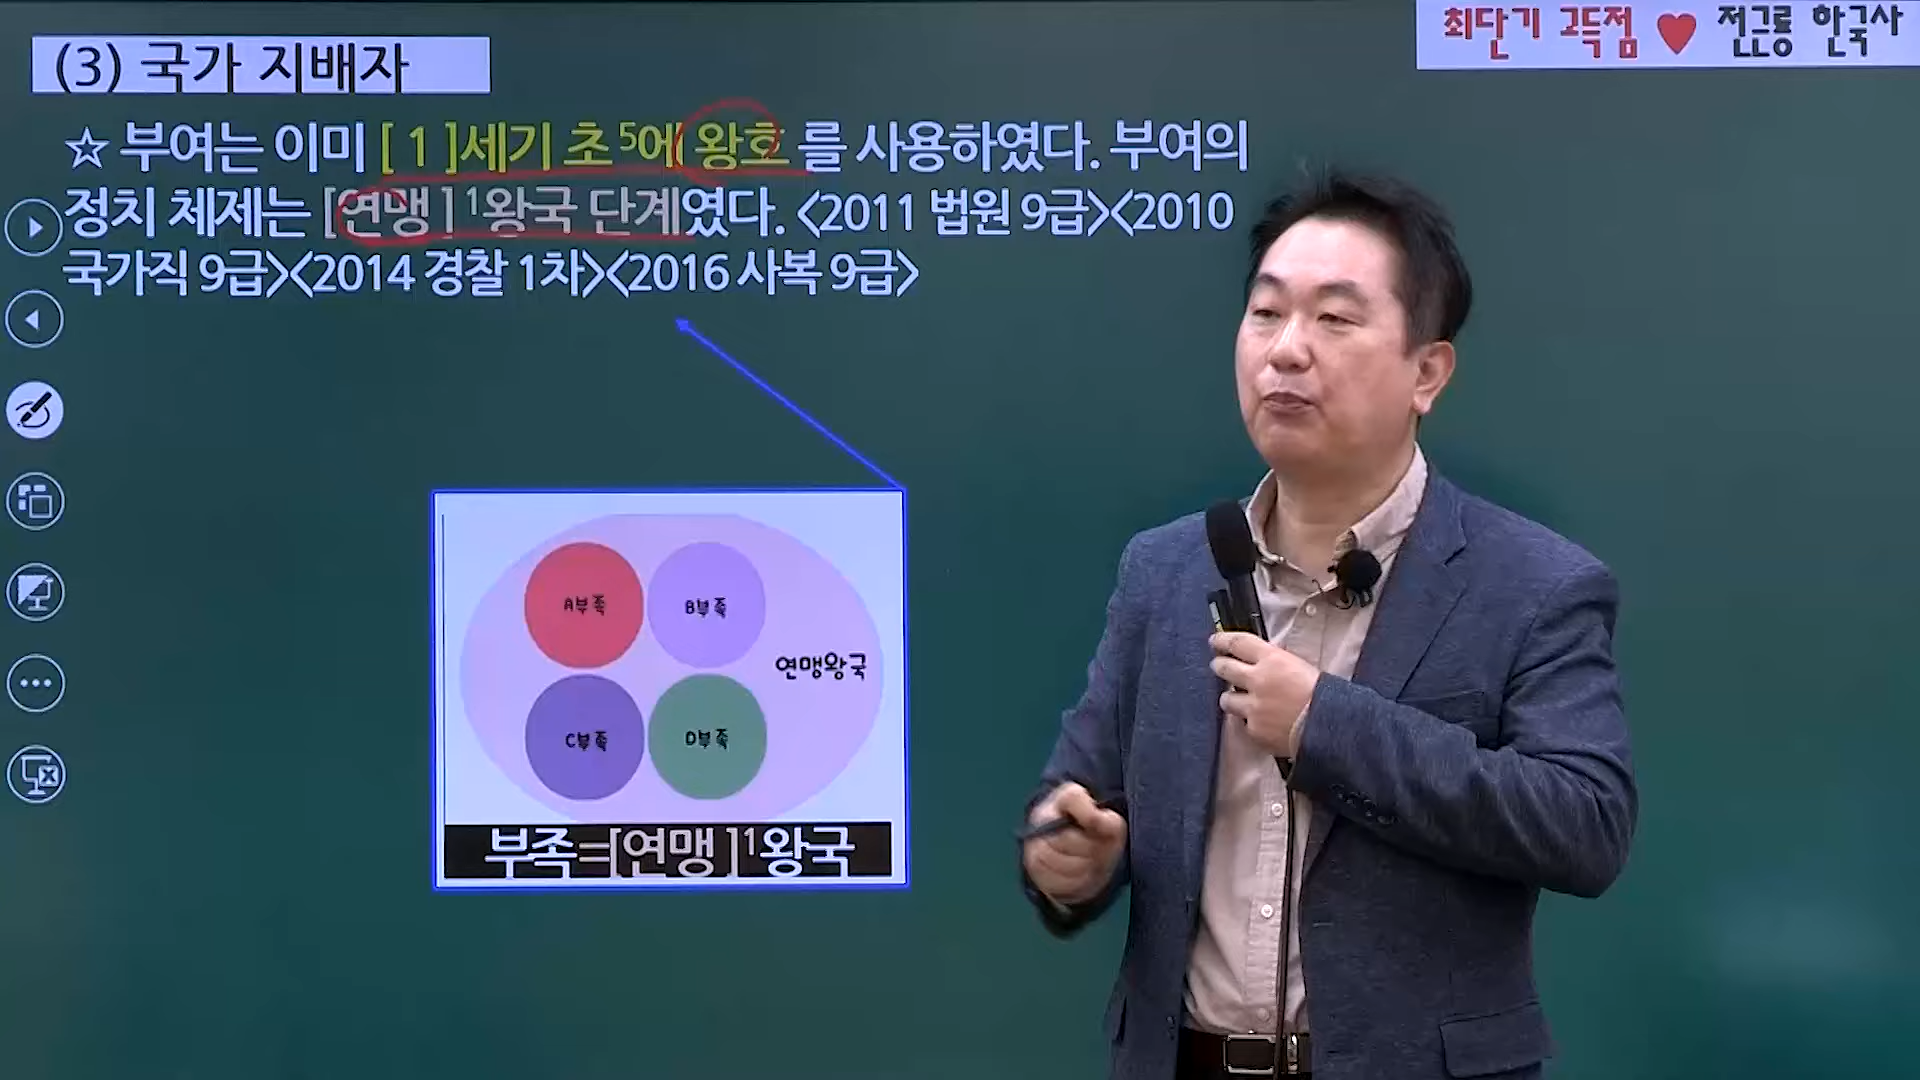 최단기 고득점 ♥ 전근룡 한국사
(3) 국가 지배자
☆ 부여는 이미 [ 1 ]세기 초⁵에 왕호 를 사용하였다. 부여의
정치 체제는 [연맹 ]¹왕국 단계였다. <2011 법원 9급><2010
국가직 9급><2014 경찰 1차><2016 사복 9급>
A부족
B부족
연맹왕국
C부족
D부족
부족=[연맹 ]¹왕국